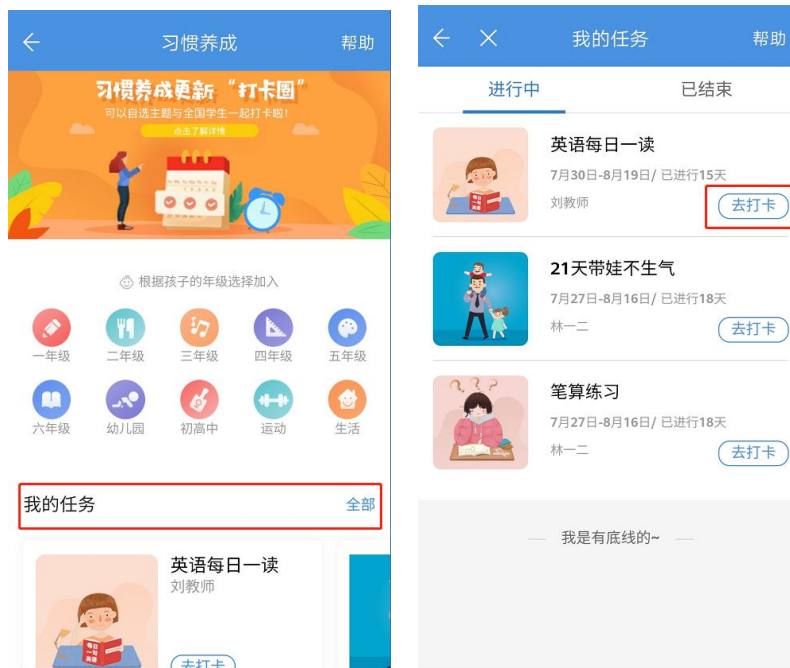 习惯养成
帮助
习惯养成更新“打卡圈”
可以自选主题与全国学生一起打卡啦！
点击了解详情
根据孩子的年级选择加入
一年级
二年级
三年级
四年级
五年级
六年级
幼儿园
初高中
运动
生活
我的任务
全部
英语每日一读
刘教师
每日
一句
英语
去打卡
我的任务
帮助
进行中
已结束
英语每日一读
7月30日-8月19日/ 已进行15天
刘教师
去打卡
21天带娃不生气
7月27日-8月16日/ 已进行18天
林一二
去打卡
笔算练习
7月27日-8月16日/ 已进行18天
林一二
去打卡
我是有底线的~